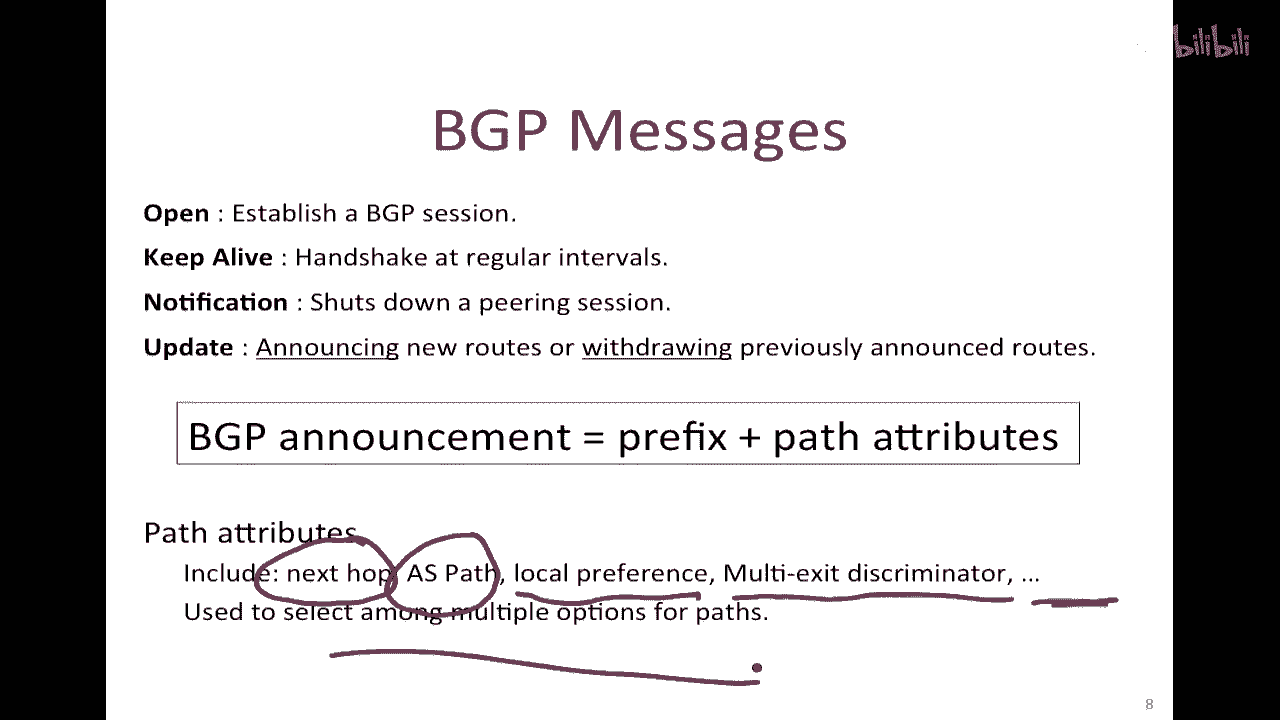 bilibili
BGP Messages
Open : Establish a BGP session.
Keep Alive : Handshake at regular intervals.
Notification : Shuts down a peering session.
Update : Announcing new routes or withdrawing previously announced routes.
BGP announcement = prefix + path attributes
Path attributes
Include: next hop, AS Path, local preference, Multi-exit discriminator, ...
Used to select among multiple options for paths.
8